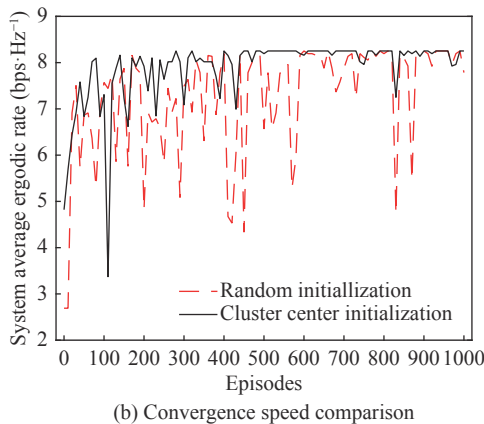 System average ergodic rate (bps·Hz⁻¹)
9
8
7
6
5
4
3
2
Random initiallization
Cluster center initialization
0 100 200 300 400 500 600 700 800 900 1000
Episodes
(b) Convergence speed comparison